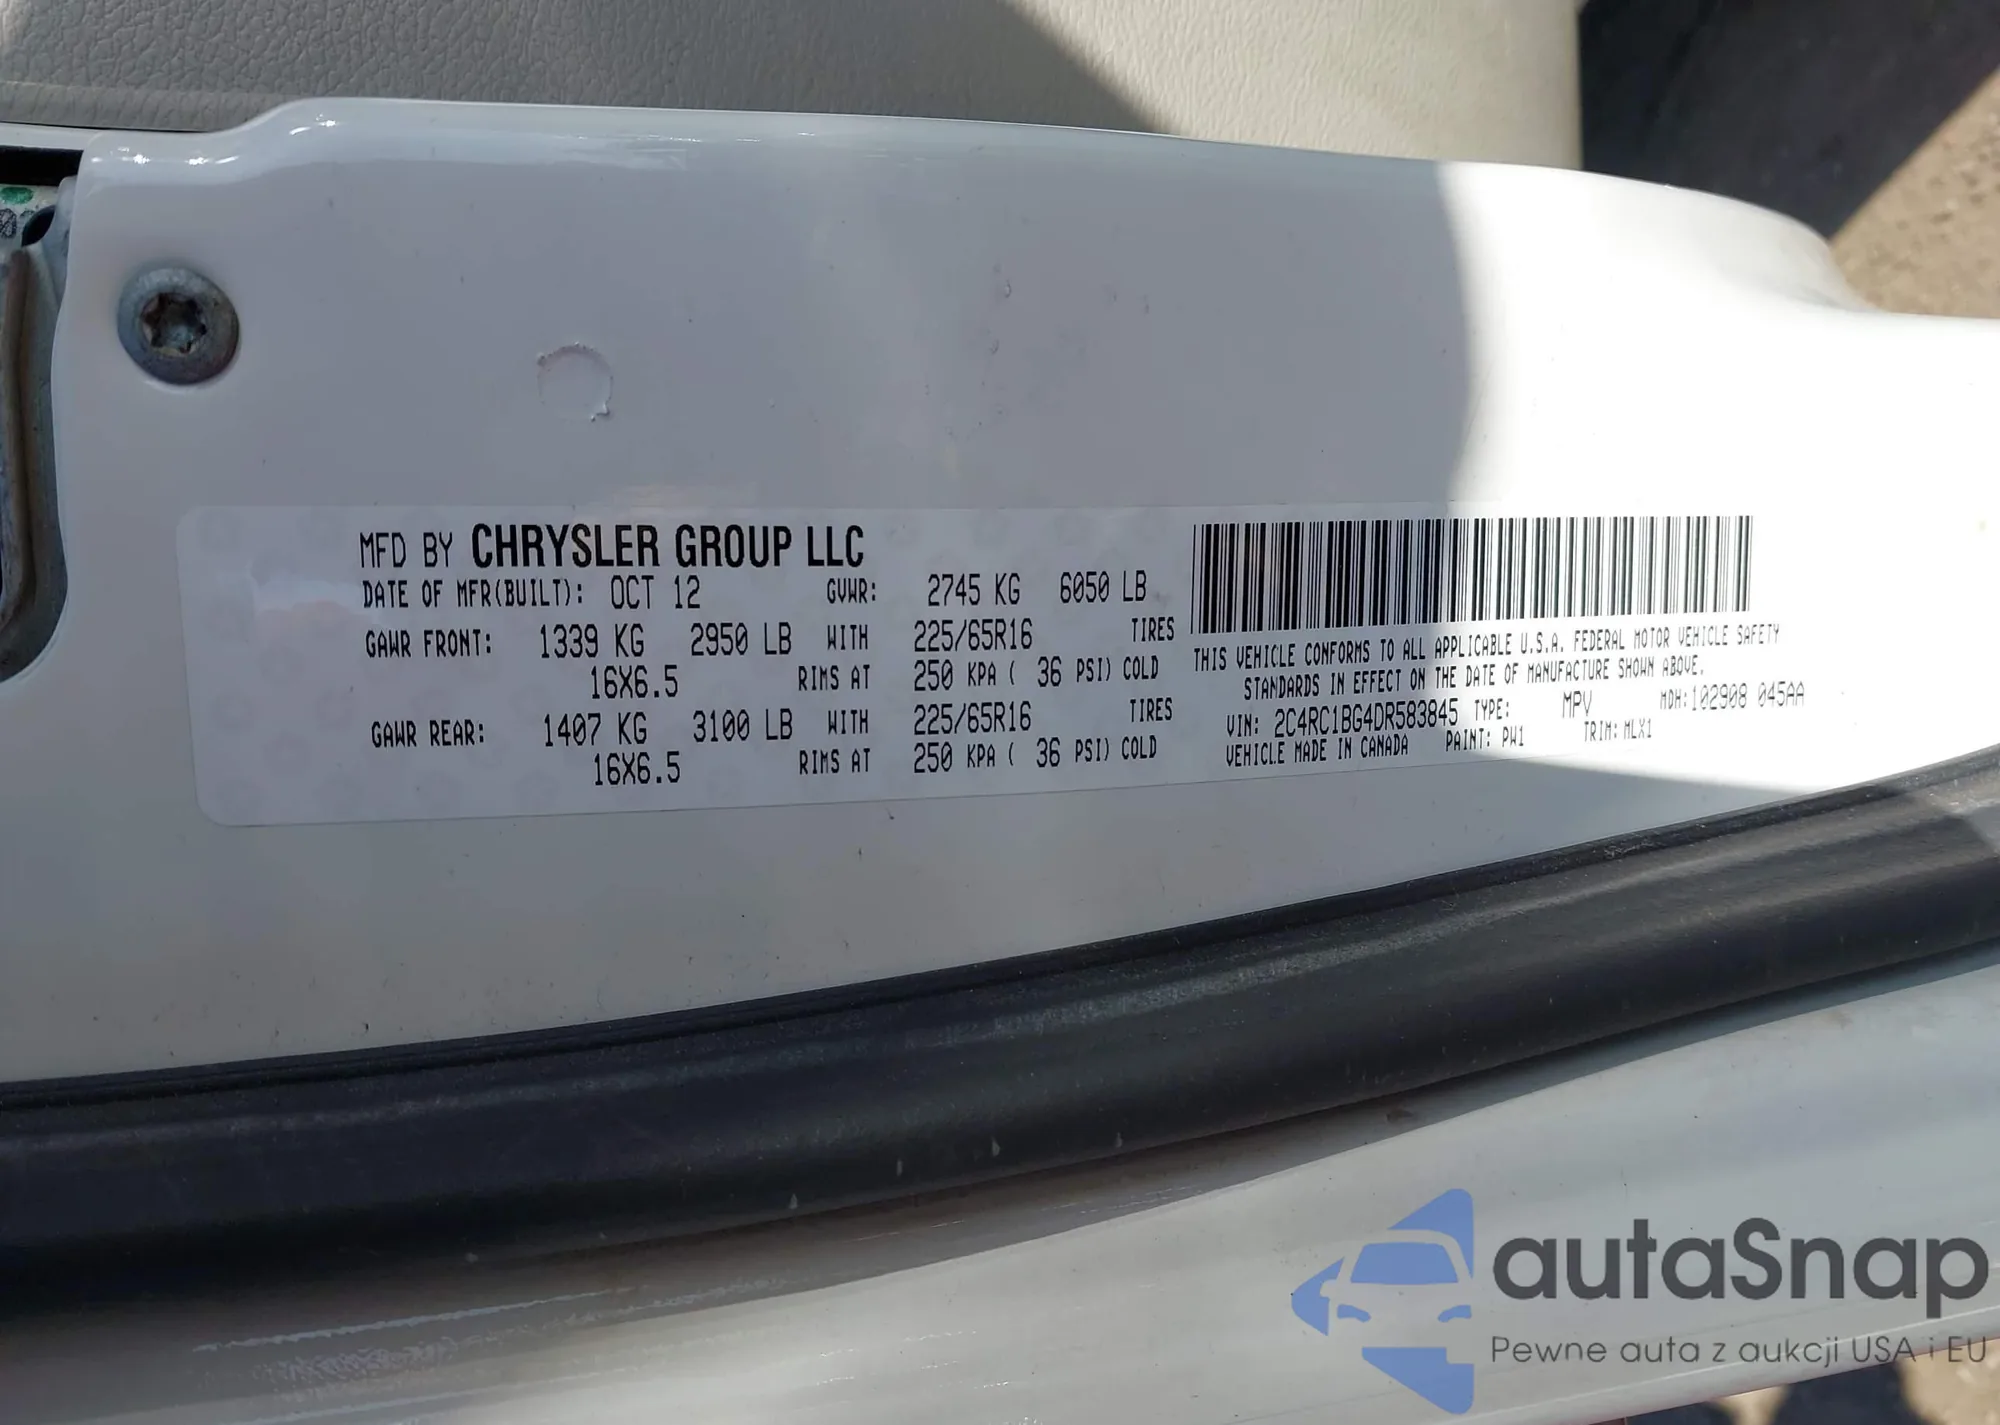 MFD BY CHRYSLER GROUP LLC
DATE OF MFR(BUILT): OCT 12 GVWR: 2745 KG 6050 LB
GAWR FRONT: 1339 KG 2950 LB WITH 225/65R16 TIRES
16X6.5 RIMS AT 250 KPA ( 36 PSI) COLD
GAWR REAR: 1407 KG 3100 LB WITH 225/65R16 TIRES
16X6.5 RIMS AT 250 KPA ( 36 PSI) COLD
THIS VEHICLE CONFORMS TO ALL APPLICABLE U.S.A. FEDERAL MOTOR VEHICLE SAFETY
STANDARDS IN EFFECT ON THE DATE OF MANUFACTURE SHOWN ABOVE.
VIN: 2C4RC1BG4DR583845 TYPE: MPV MDH: 102908 045AA
VEHICLE MADE IN CANADA PAINT: PW1 TRIM: MLX1
autaSnap
Pewne auta z aukcji USA i EU